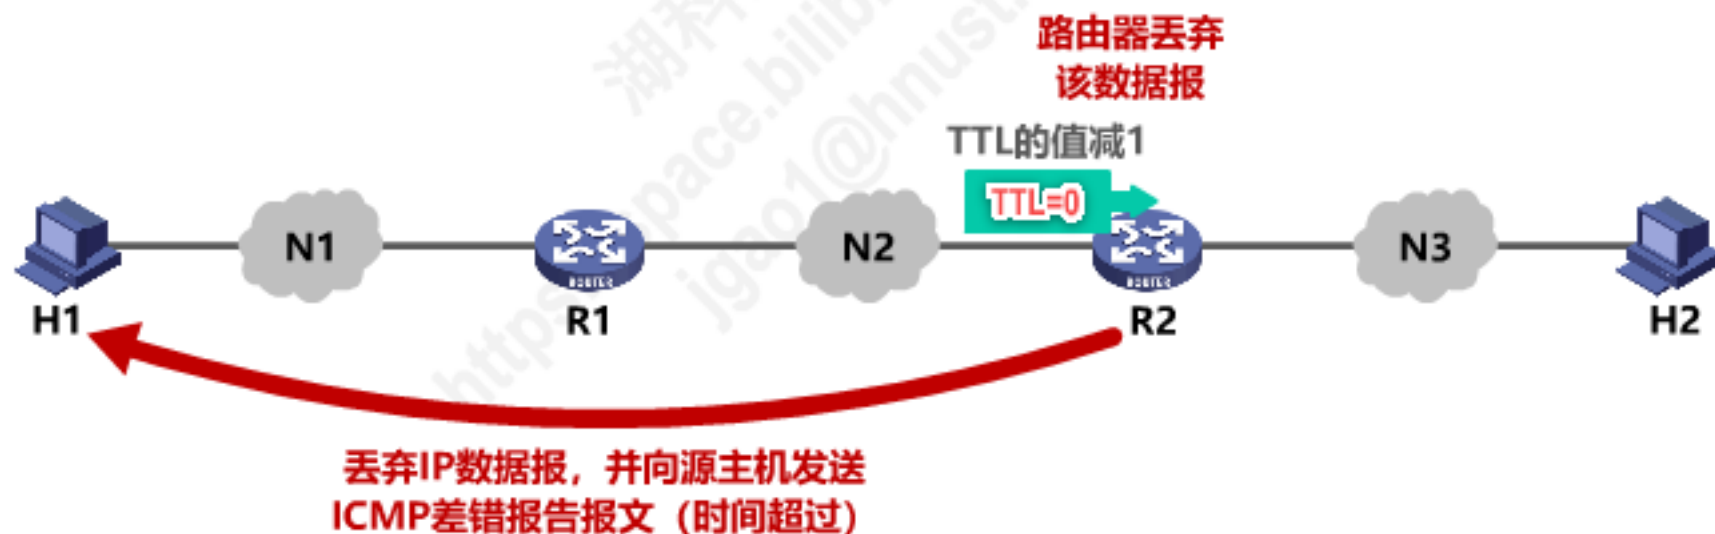 路由器丢弃
该数据报
TTL的值减1
TTL=0
N1
N2
N3
ROUTER
ROUTER
H1
R1
R2
H2
丢弃IP数据报，并向源主机发送
ICMP差错报告报文（时间超过）